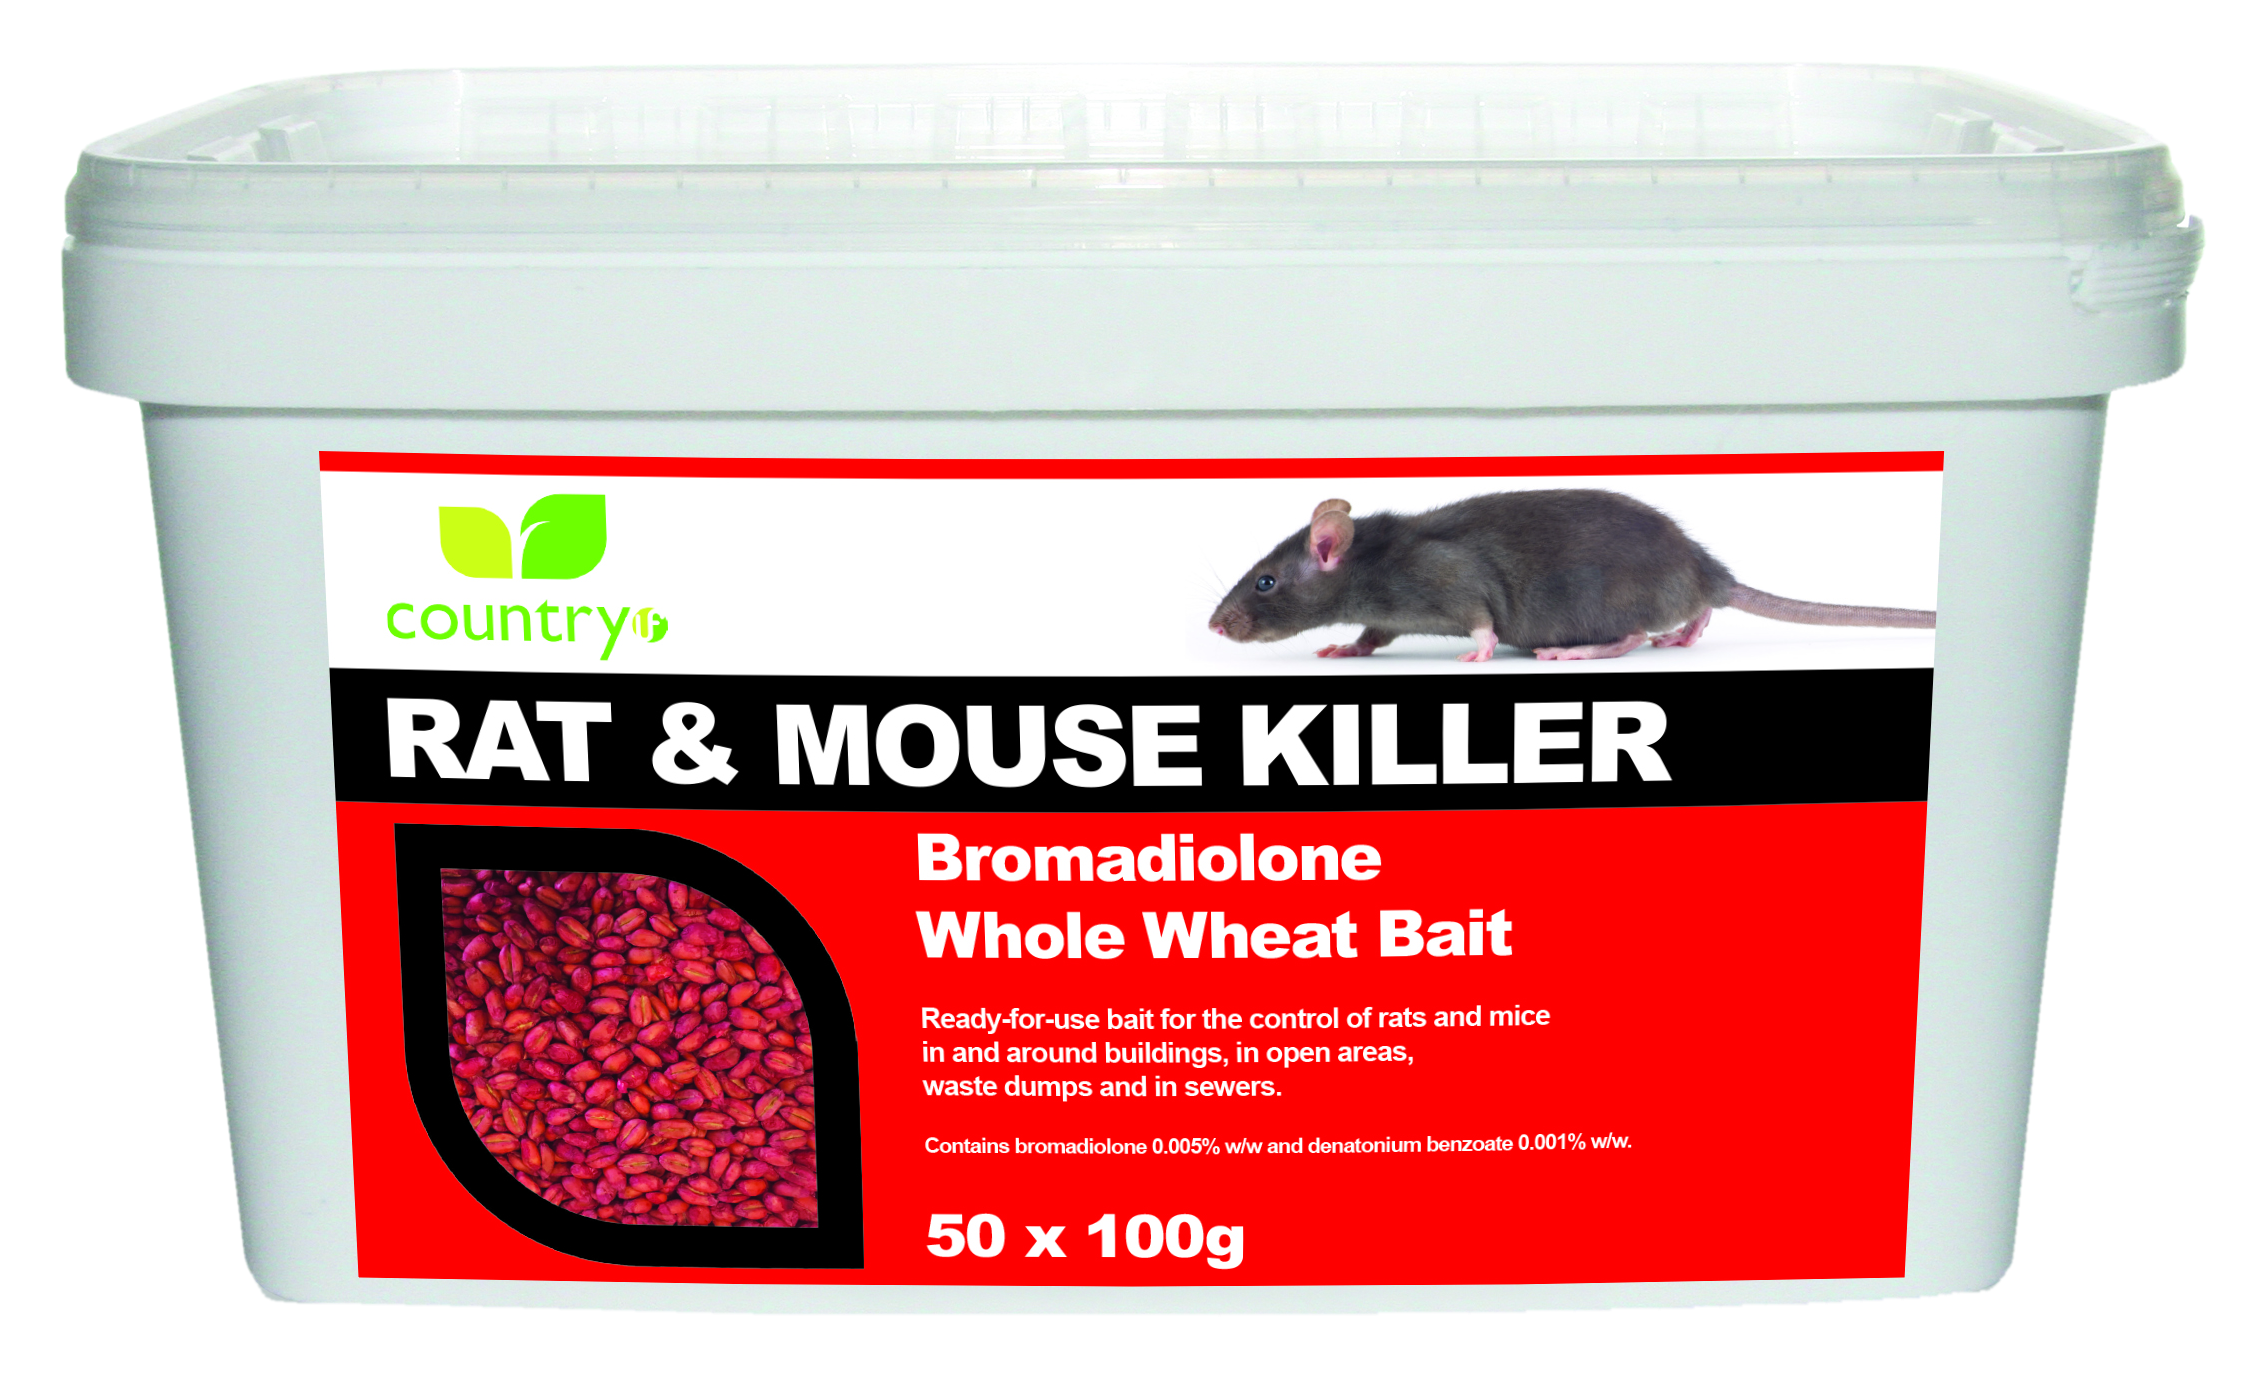 country lf
RAT & MOUSE KILLER
Bromadiolone
Whole Wheat Bait
Ready-for-use bait for the control of rats and mice
in and around buildings, in open areas,
waste dumps and in sewers.
Contains bromadiolone 0.005% w/w and denatonium benzoate 0.001% w/w.
50 x 100g